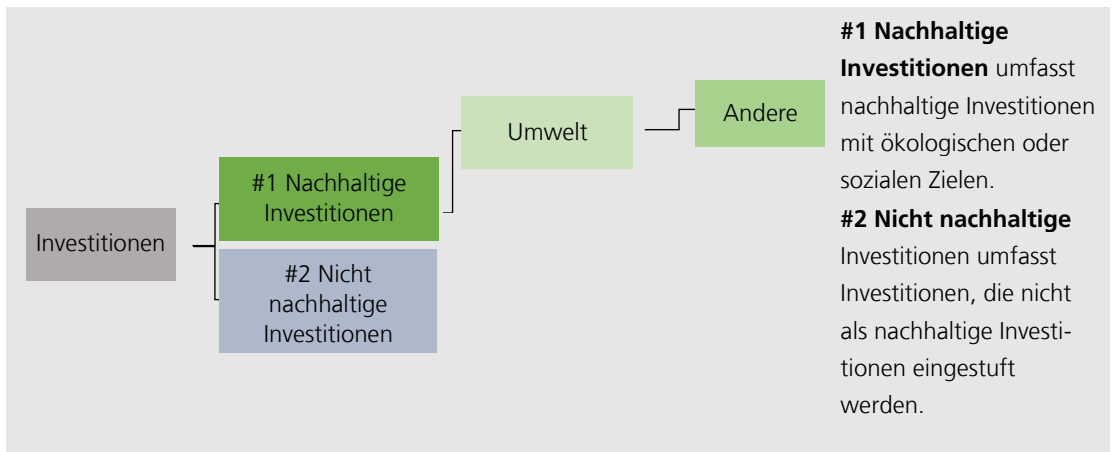 Investitionen
#1 Nachhaltige
Investitionen
#2 Nicht
nachhaltige
Investitionen
Umwelt
Andere
#1 Nachhaltige
Investitionen umfasst
nachhaltige Investitionen
mit ökologischen oder
sozialen Zielen.
#2 Nicht nachhaltige
Investitionen umfasst
Investitionen, die nicht
als nachhaltige Investi-
tionen eingestuft
werden.